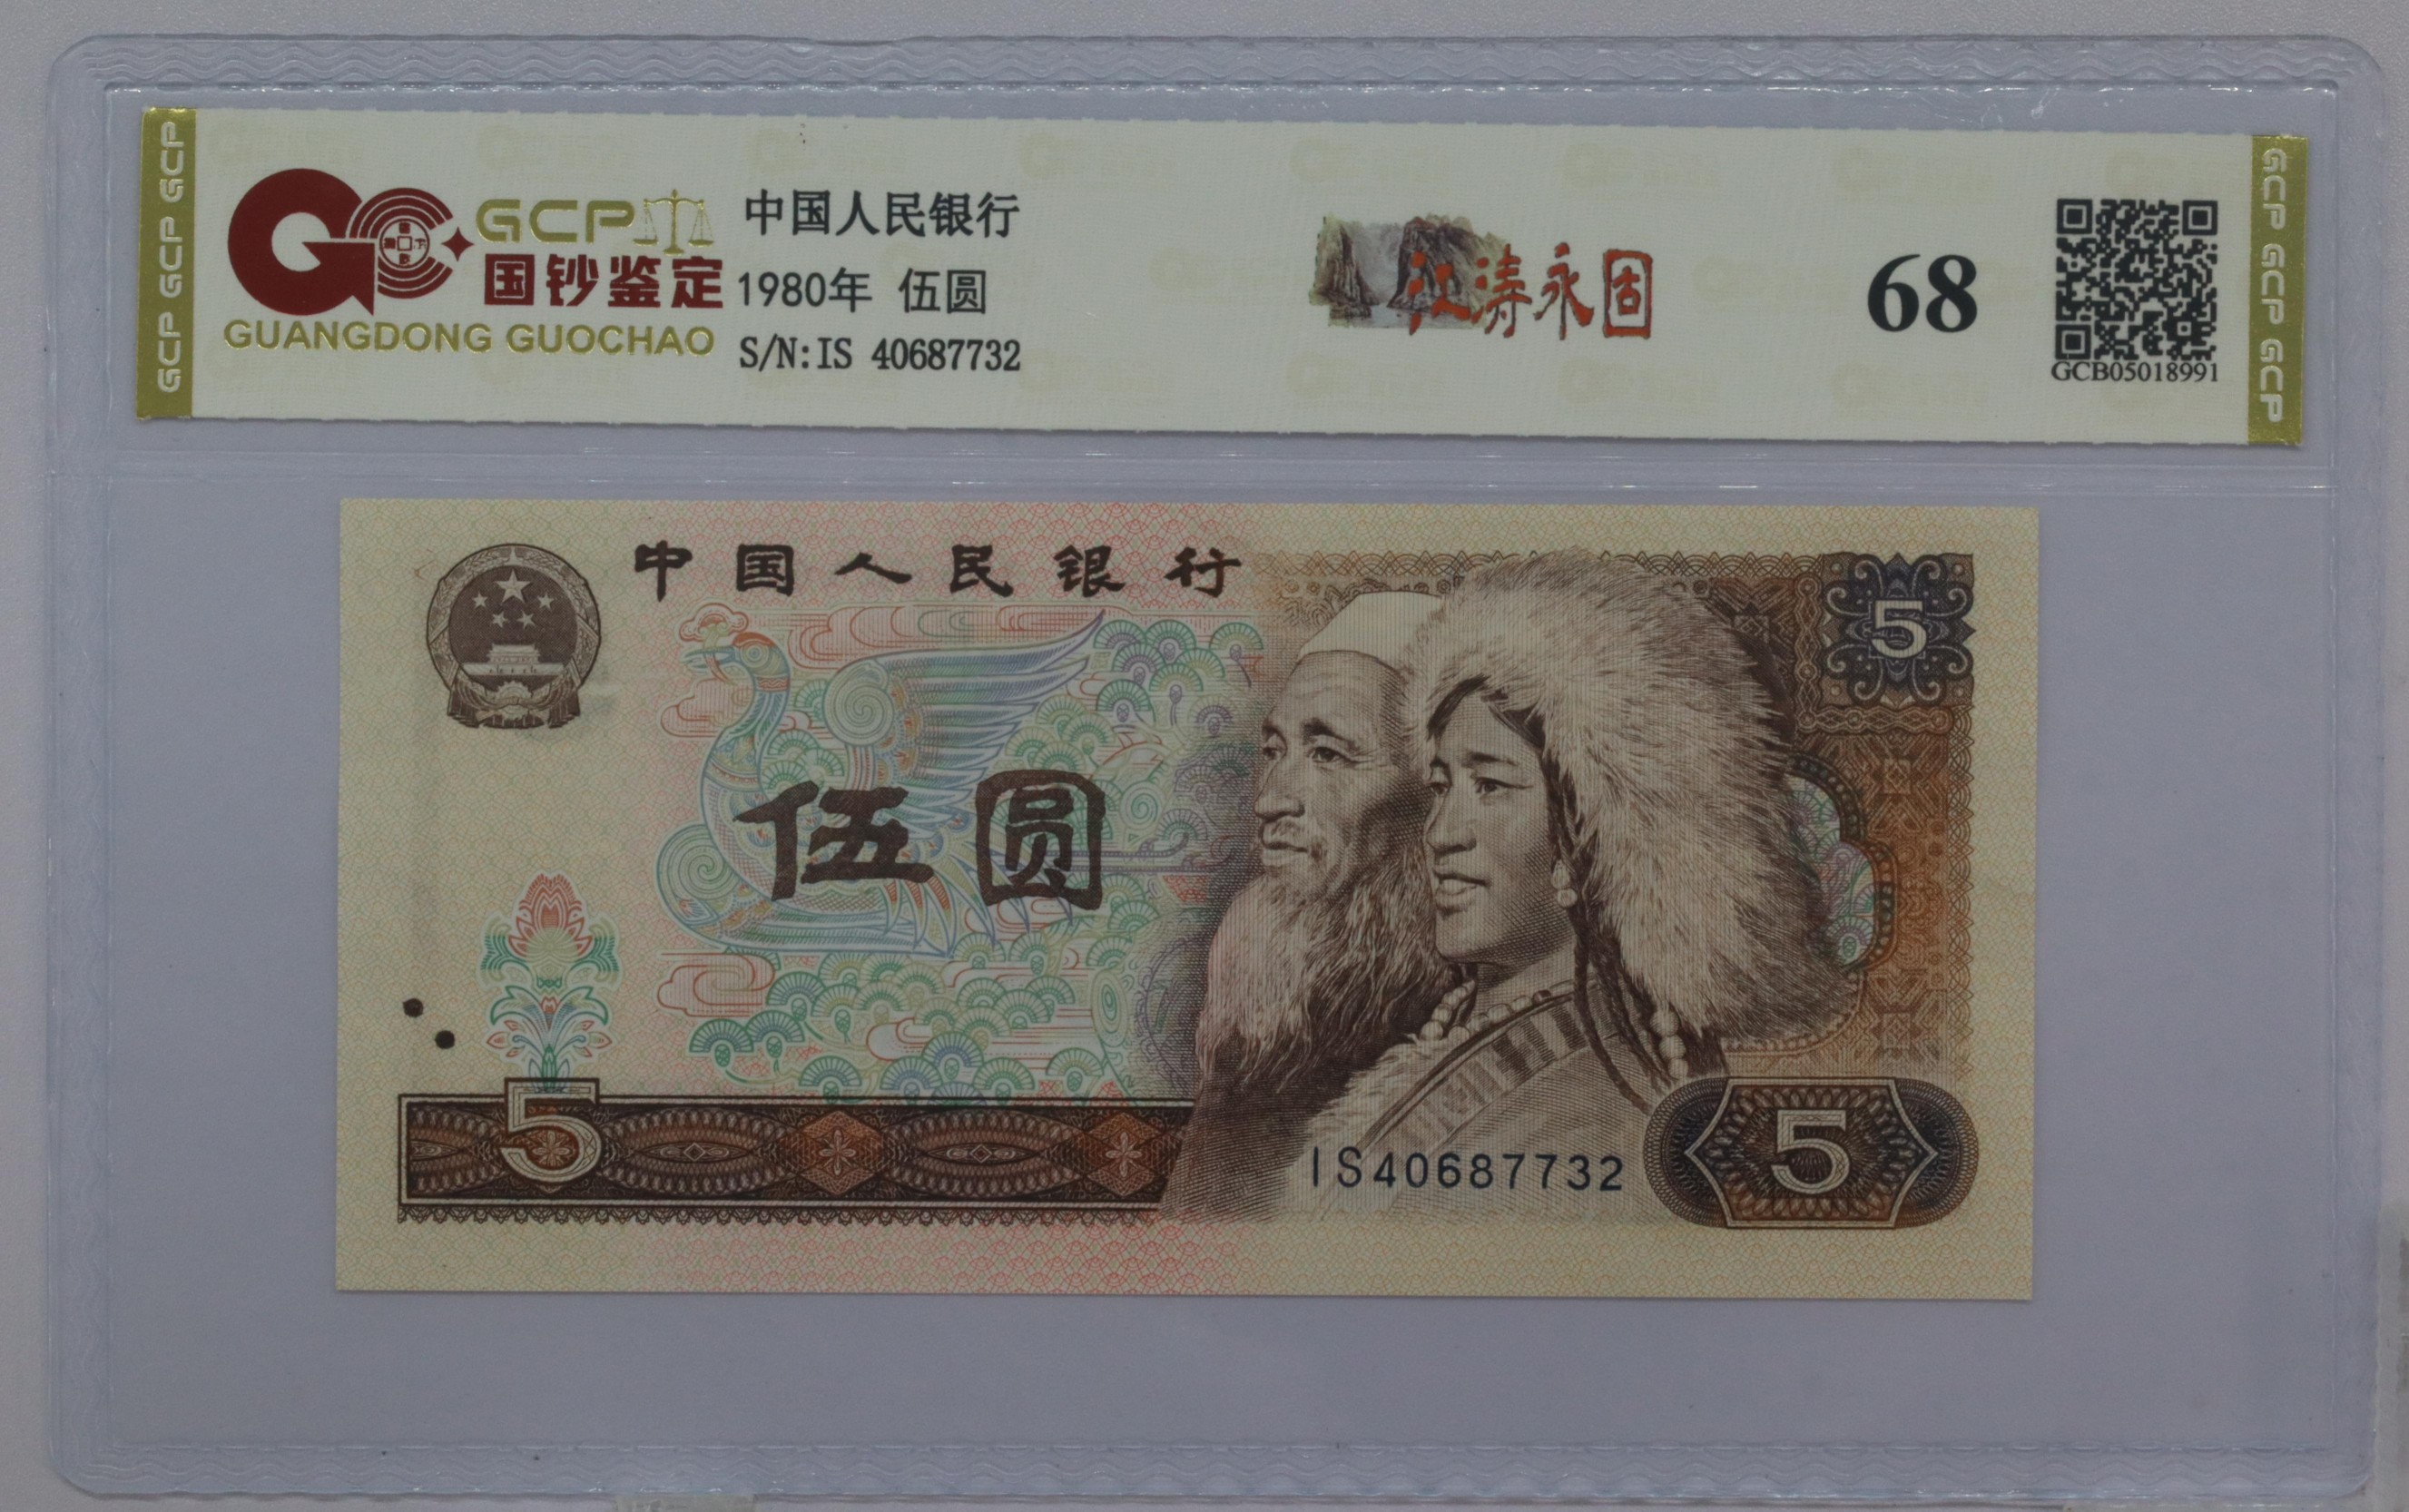 GCP GCP GCP
GCP
国钞鉴定
GUANGDONG GUOCHAO
中国人民银行
1980年 伍圆
S/N:IS 40687732
江涛永固
68
GCB05018991
GCP GCP GCP
中国人民银行
5
伍圆
5
IS40687732
5